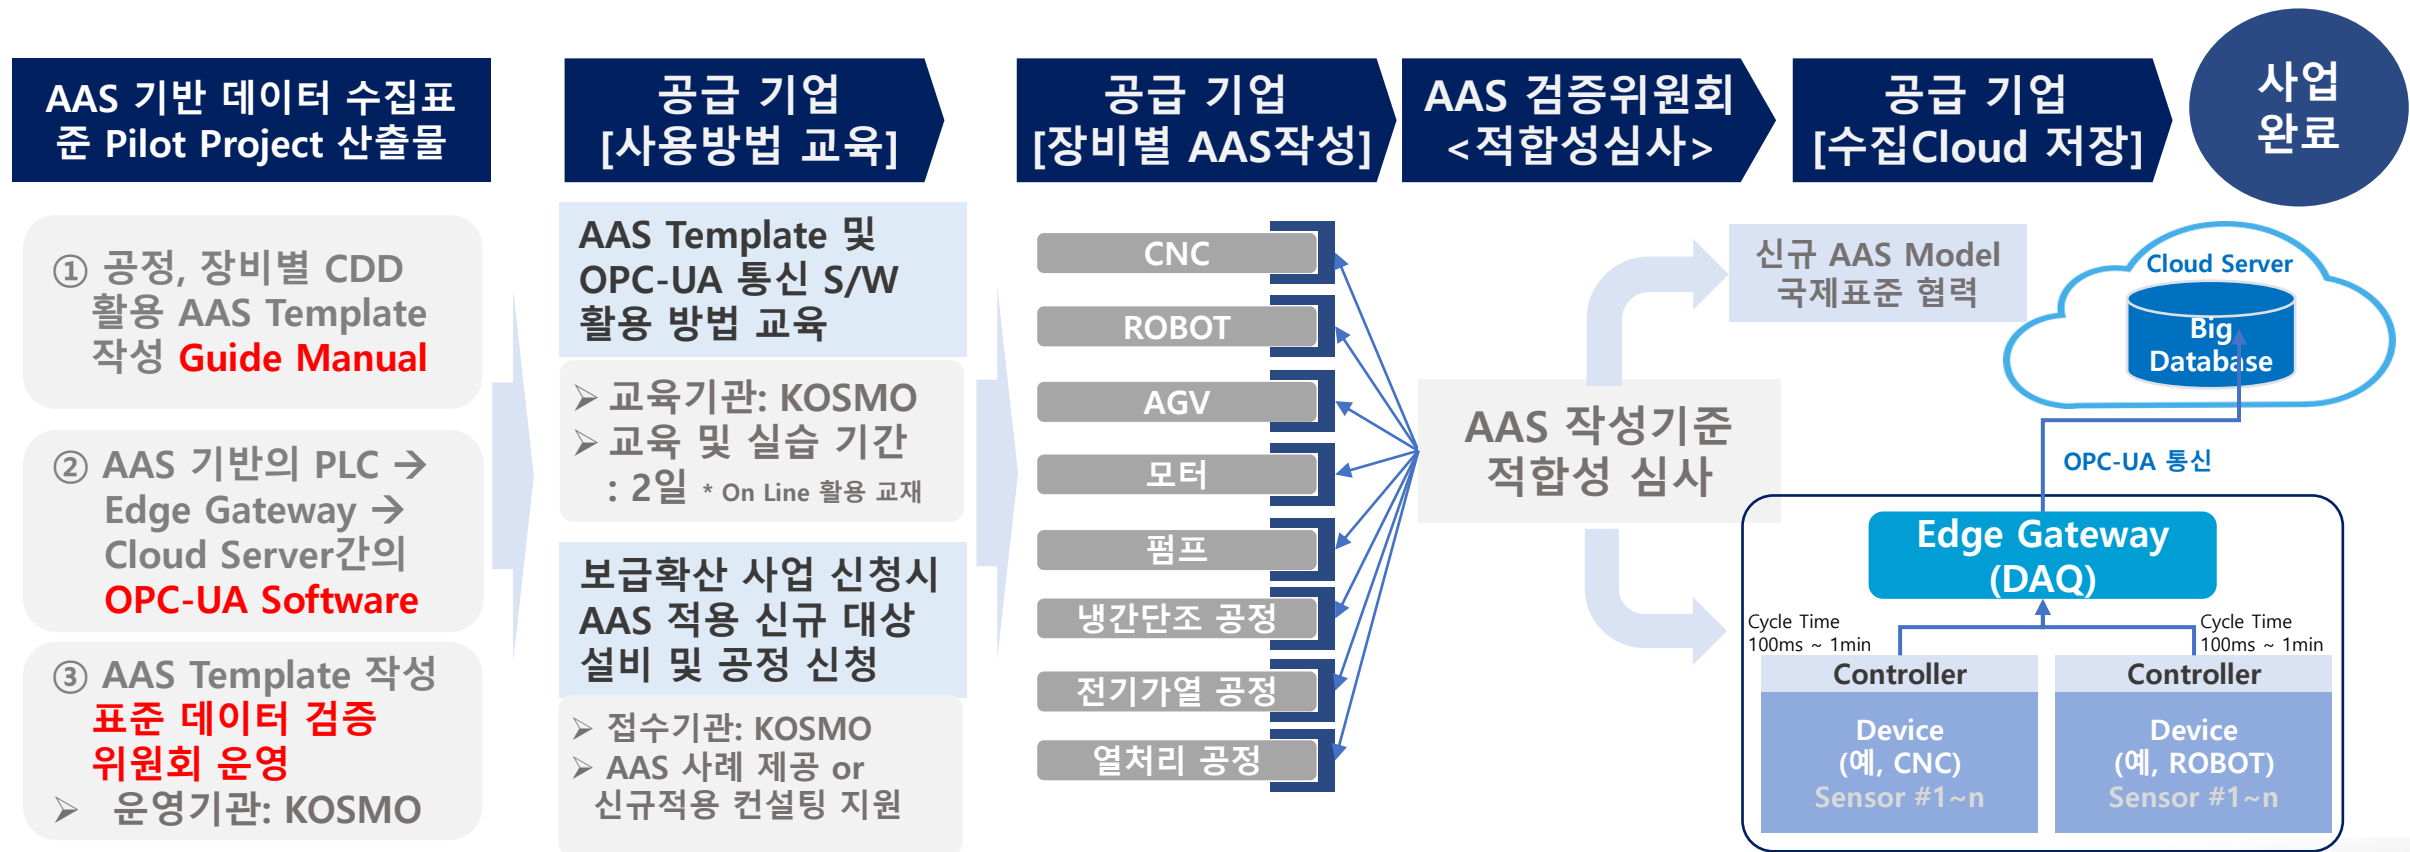 AAS 기반 데이터 수집표
준 Pilot Project 산출물
① 공정, 장비별 CDD
활용 AAS Template
작성 Guide Manual
② AAS 기반의 PLC →
Edge Gateway →
Cloud Server간의
OPC-UA Software
③ AAS Template 작성
표준 데이터 검증
위원회 운영
➢ 운영기관: KOSMO
공급 기업
[사용방법 교육]
AAS Template 및
OPC-UA 통신 S/W
활용 방법 교육
➢ 교육기관: KOSMO
➢ 교육 및 실습 기간
: 2일 * On Line 활용 교재
보급확산 사업 신청시
AAS 적용 신규 대상
설비 및 공정 신청
➢ 접수기관: KOSMO
➢ AAS 사례 제공 or
신규적용 컨설팅 지원
공급 기업
[장비별 AAS작성]
CNC
ROBOT
AGV
모터
펌프
냉간단조 공정
전기가열 공정
열처리 공정
AAS 검증위원회
<적합성심사>
AAS 작성기준
적합성 심사
신규 AAS Model
국제표준 협력
공급 기업
[수집Cloud 저장]
사업
완료
Cloud Server
Big
Database
OPC-UA 통신
Edge Gateway
(DAQ)
Cycle Time
100ms ~ 1min
Cycle Time
100ms ~ 1min
Controller
Device
(예, CNC)
Sensor #1~n
Controller
Device
(예, ROBOT)
Sensor #1~n